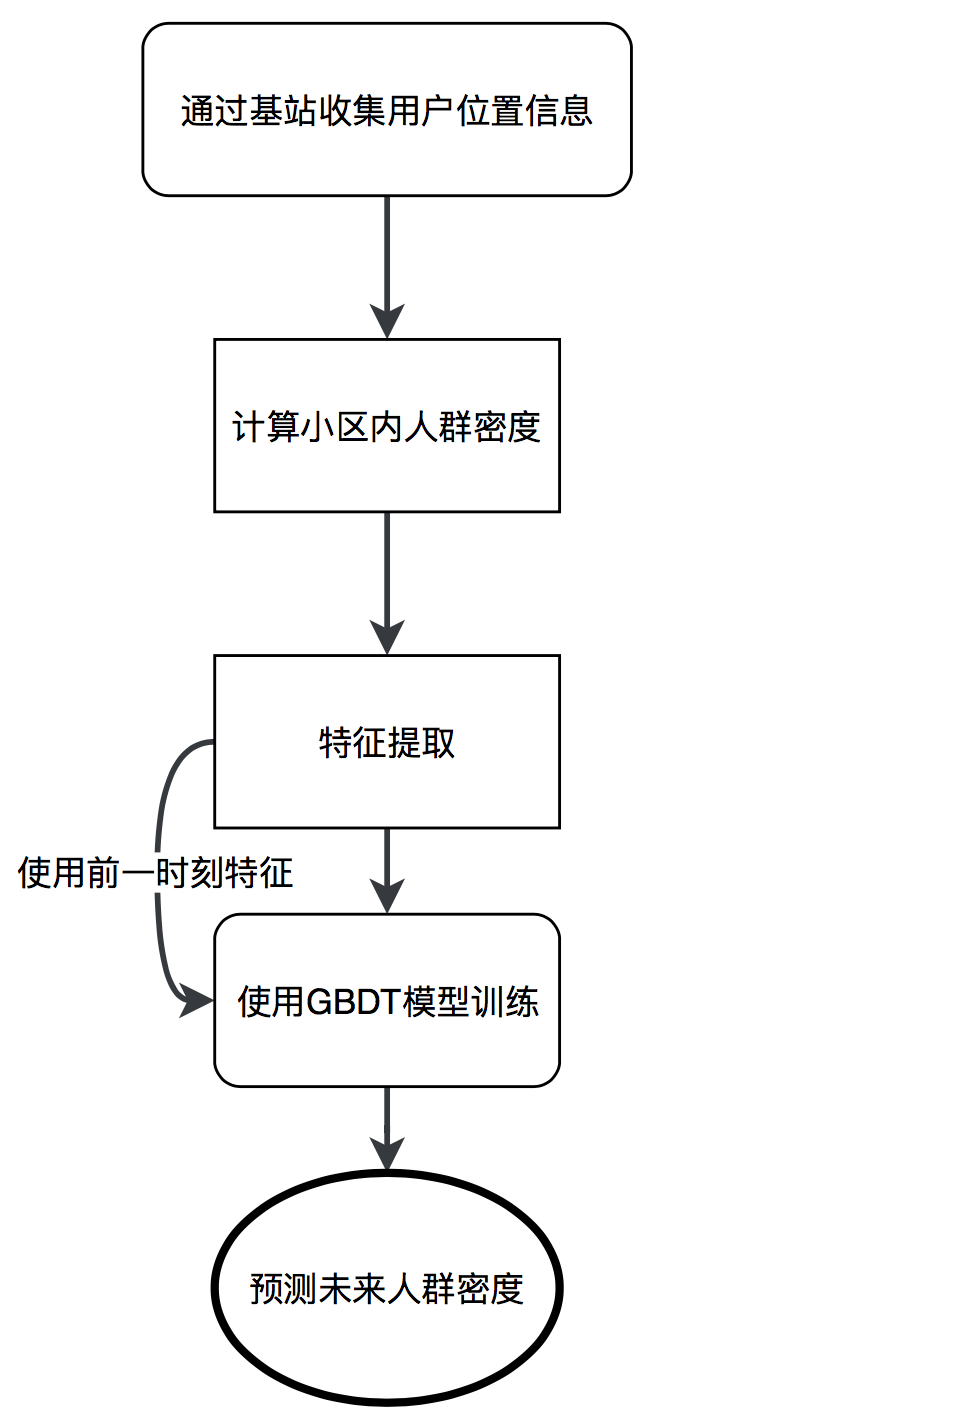 通过基站收集用户位置信息
计算小区内人群密度
特征提取
使用前一时刻特征
使用GBDT模型训练
预测未来人群密度